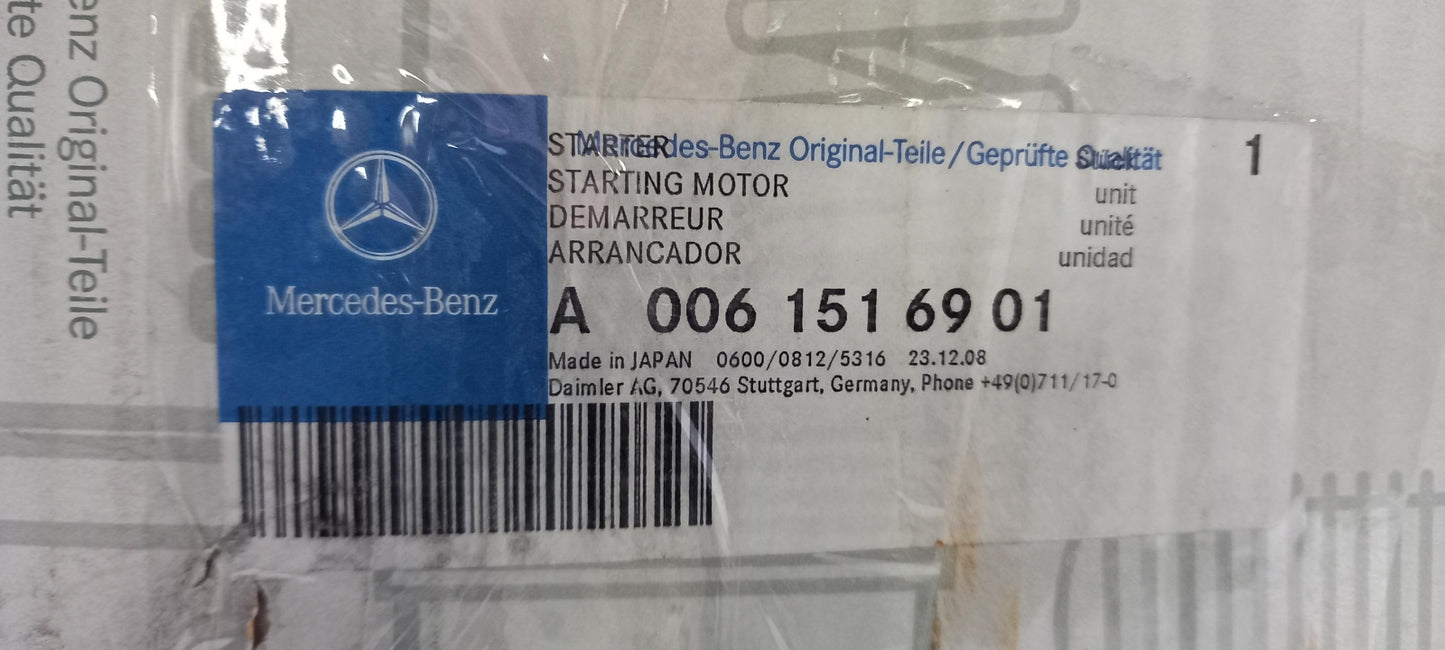 enz Original-Teile
te Qualität
Mercedes-Benz
STARTER Mercedes-Benz Original-Teile/Geprüfte Qualität Stück 1
STARTING MOTOR unit
DEMARREUR unité
ARRANCADOR unidad
A 006 151 69 01
Made in JAPAN 0600/0812/5316 23.12.08
Daimler AG, 70546 Stuttgart, Germany, Phone +49(0)711/17-0